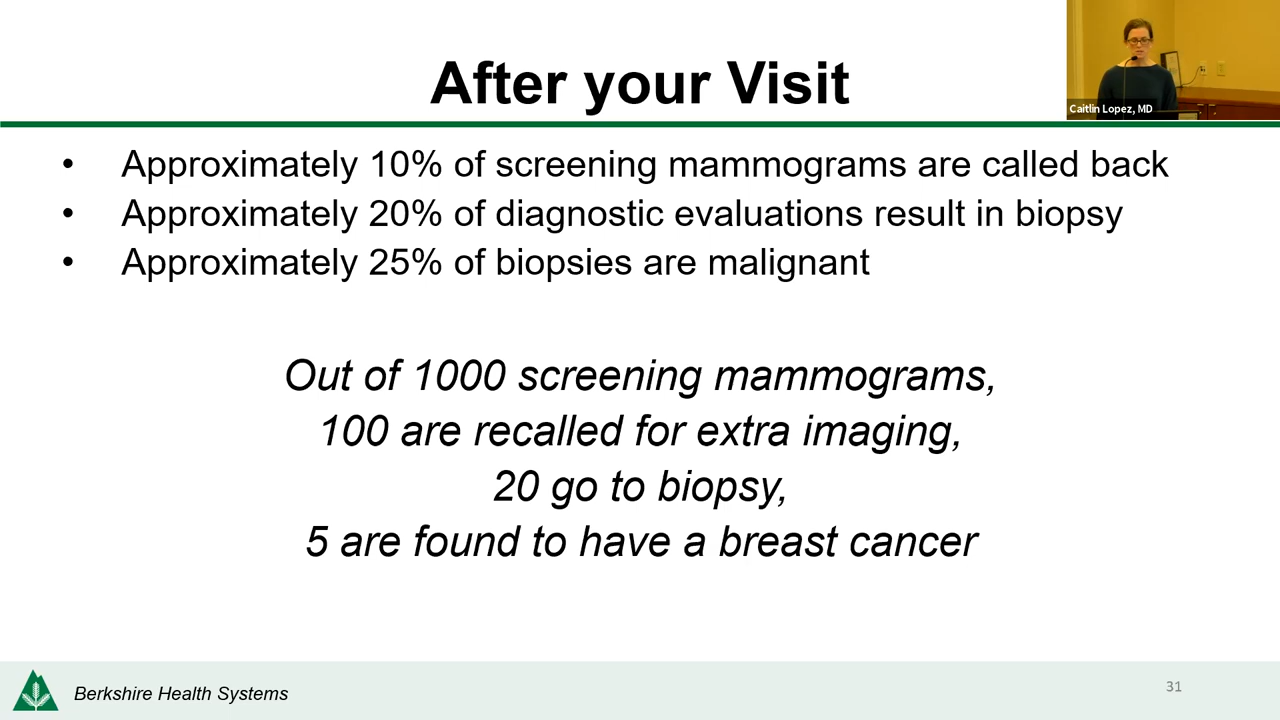 After your Visit
Caitlin Lopez, MD
• Approximately 10% of screening mammograms are called back
• Approximately 20% of diagnostic evaluations result in biopsy
• Approximately 25% of biopsies are malignant
Out of 1000 screening mammograms,
100 are recalled for extra imaging,
20 go to biopsy,
5 are found to have a breast cancer
Berkshire Health Systems
31